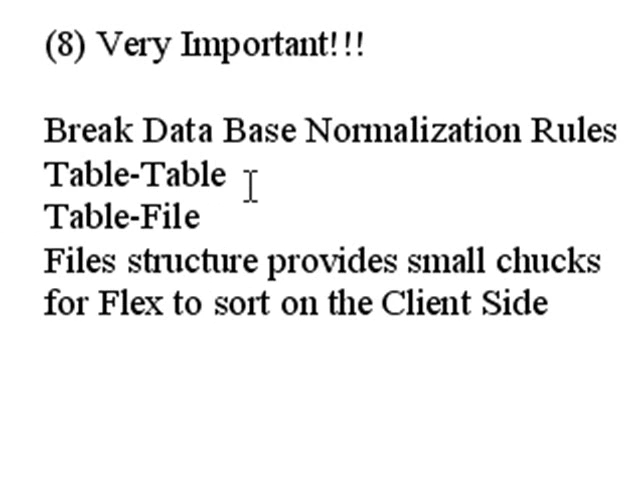 (8) Very Important!!!
Break Data Base Normalization Rules
Table-Table
Table-File
Files structure provides small chucks
for Flex to sort on the Client Side